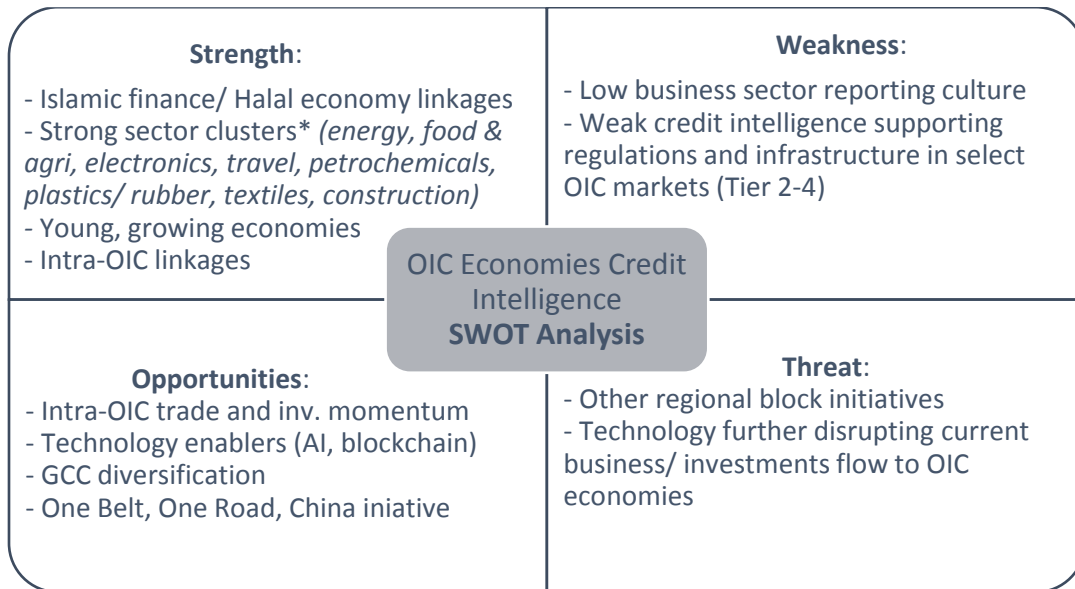 Strength:
- Islamic finance/ Halal economy linkages
- Strong sector clusters* (energy, food &
agri, electronics, travel, petrochemicals,
plastics/ rubber, textiles, construction)
- Young, growing economies
- Intra-OIC linkages
Weakness:
- Low business sector reporting culture
- Weak credit intelligence supporting
regulations and infrastructure in select
OIC markets (Tier 2-4)
OIC Economies Credit
Intelligence
SWOT Analysis
Opportunities:
- Intra-OIC trade and inv. momentum
- Technology enablers (AI, blockchain)
- GCC diversification
- One Belt, One Road, China iniative
Threat:
- Other regional block initiatives
- Technology further disrupting current
business/ investments flow to OIC
economies